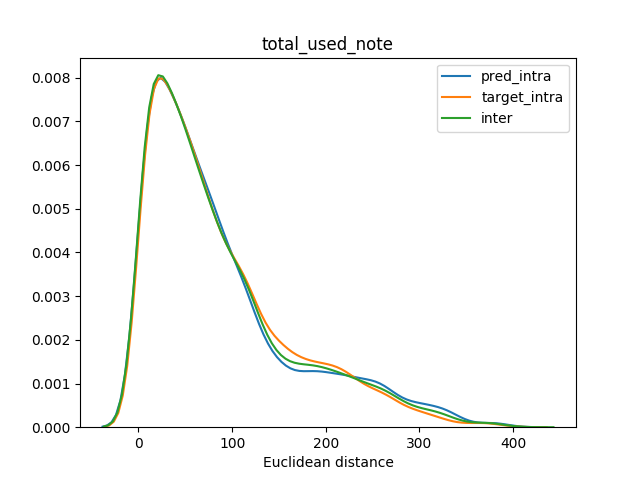 total_used_note
pred_intra
target_intra
inter
0.008
0.007
0.006
0.005
0.004
0.003
0.002
0.001
0.000
0 100 200 300 400
Euclidean distance